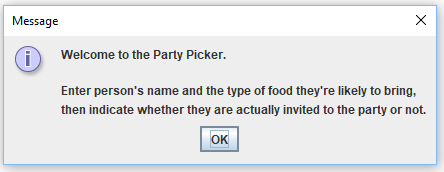 Message
Welcome to the Party Picker.
Enter person's name and the type of food they're likely to bring,
then indicate whether they are actually invited to the party or not.
OK